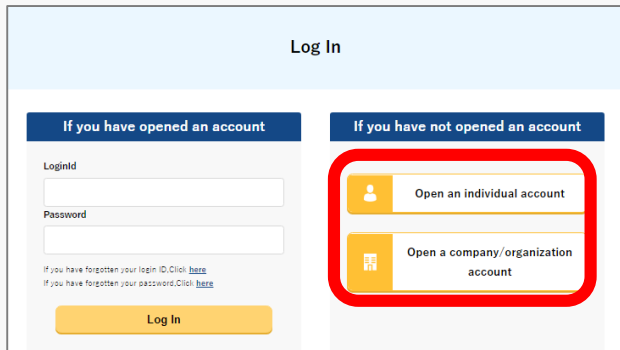 Log In
If you have opened an account
LoginId
Password
If you have forgotten your login ID,Click here
If you have forgotten your password,Click here
Log In
If you have not opened an account
Open an individual account
Open a company/organization
account